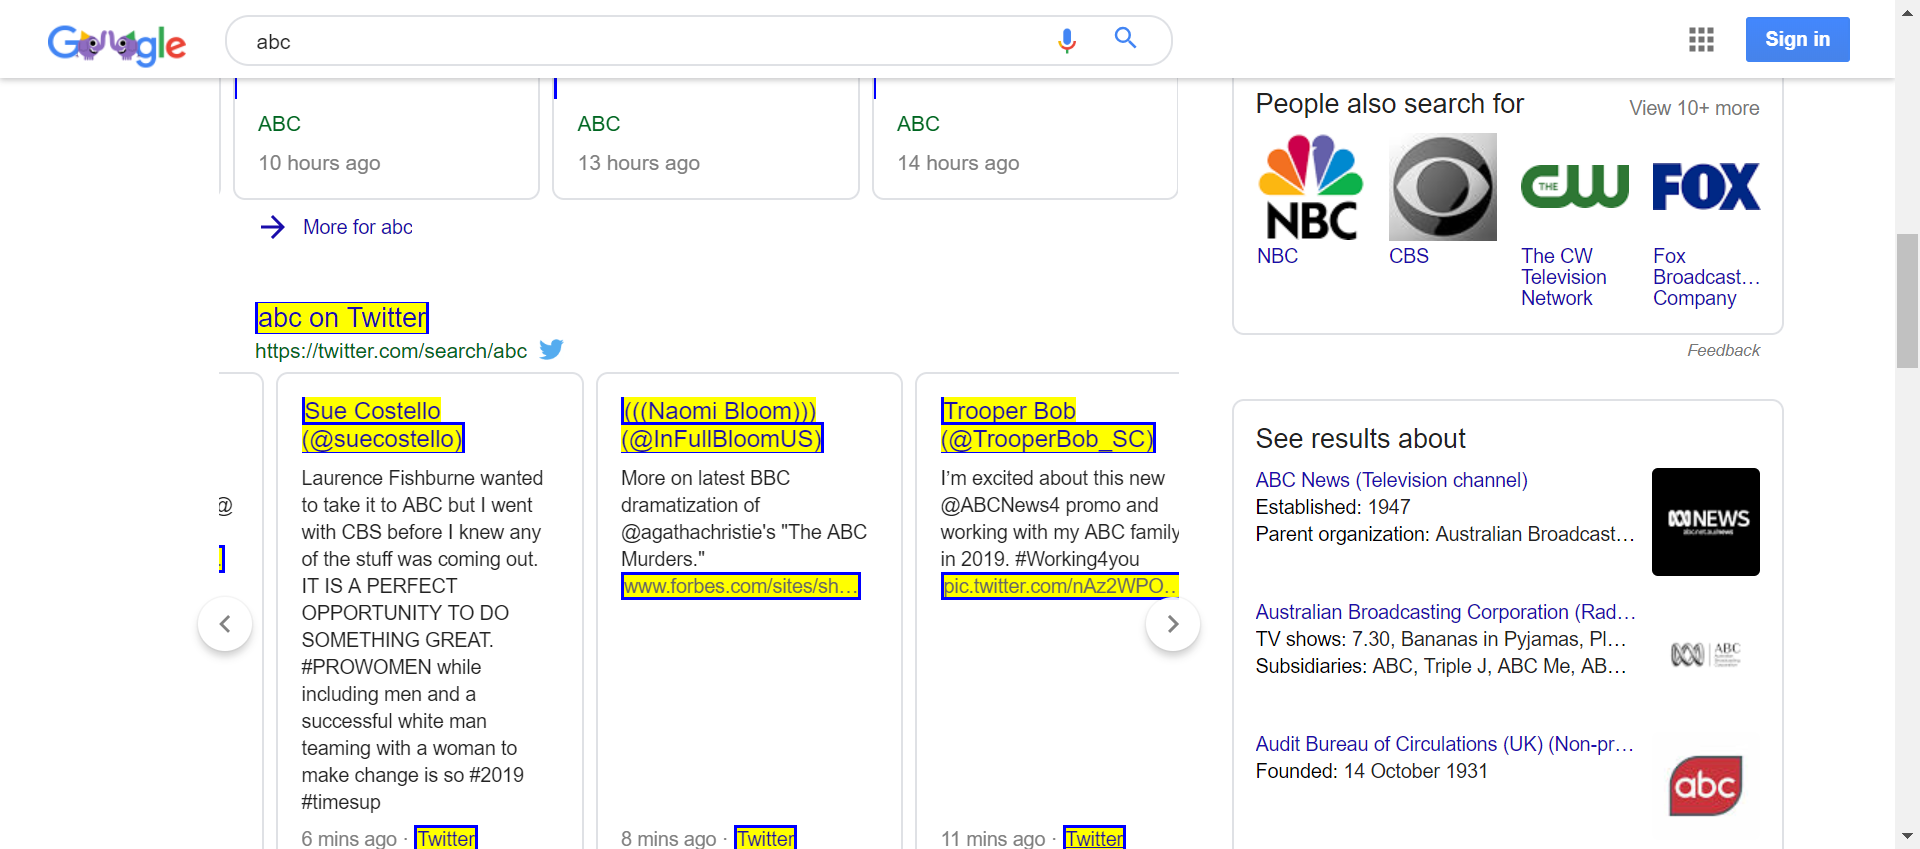 Google
abc
Sign in
ABC
10 hours ago
ABC
13 hours ago
ABC
14 hours ago
More for abc
abc on Twitter
https://twitter.com/search/abc
@
Sue Costello
(@suecostello)
Laurence Fishburne wanted
to take it to ABC but I went
with CBS before I knew any
of the stuff was coming out.
IT IS A PERFECT
OPPORTUNITY TO DO
SOMETHING GREAT.
#PROWOMEN while
including men and a
successful white man
teaming with a woman to
make change is so #2019
#timesup
6 mins ago · Twitter
(((Naomi Bloom)))
(@InFullBloomUS)
More on latest BBC
dramatization of
@agathachristie's "The ABC
Murders."
www.forbes.com/sites/sh...
8 mins ago · Twitter
Trooper Bob
(@TrooperBob_SC)
I'm excited about this new
@ABCNews4 promo and
working with my ABC family
in 2019. #Working4you
pic.twitter.com/nAz2WPO...
11 mins ago · Twitter
People also search for
View 10+ more
NBC
THE CW
FOX
NBC
CBS
The CW
Television
Network
Fox
Broadcast...
Company
Feedback
See results about
ABC News (Television channel)
Established: 1947
Parent organization: Australian Broadcast...
NEWS
Australian Broadcasting Corporation (Rad...
TV shows: 7.30, Bananas in Pyjamas, Pl...
Subsidiaries: ABC, Triple J, ABC Me, AB...
ABC
Audit Bureau of Circulations (UK) (Non-pr...
Founded: 14 October 1931
abc